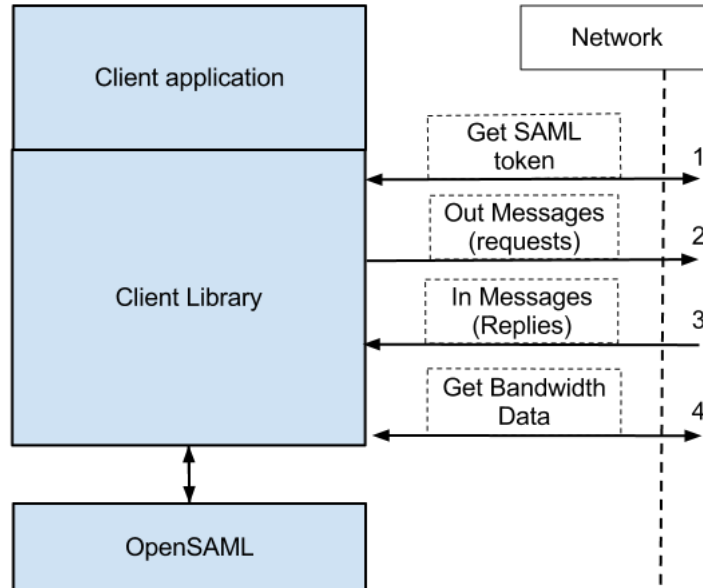 Client application
Network
Get SAML
token
1
Out Messages
(requests)
2
Client Library
In Messages
(Replies)
3
Get Bandwidth
Data
4
OpenSAML